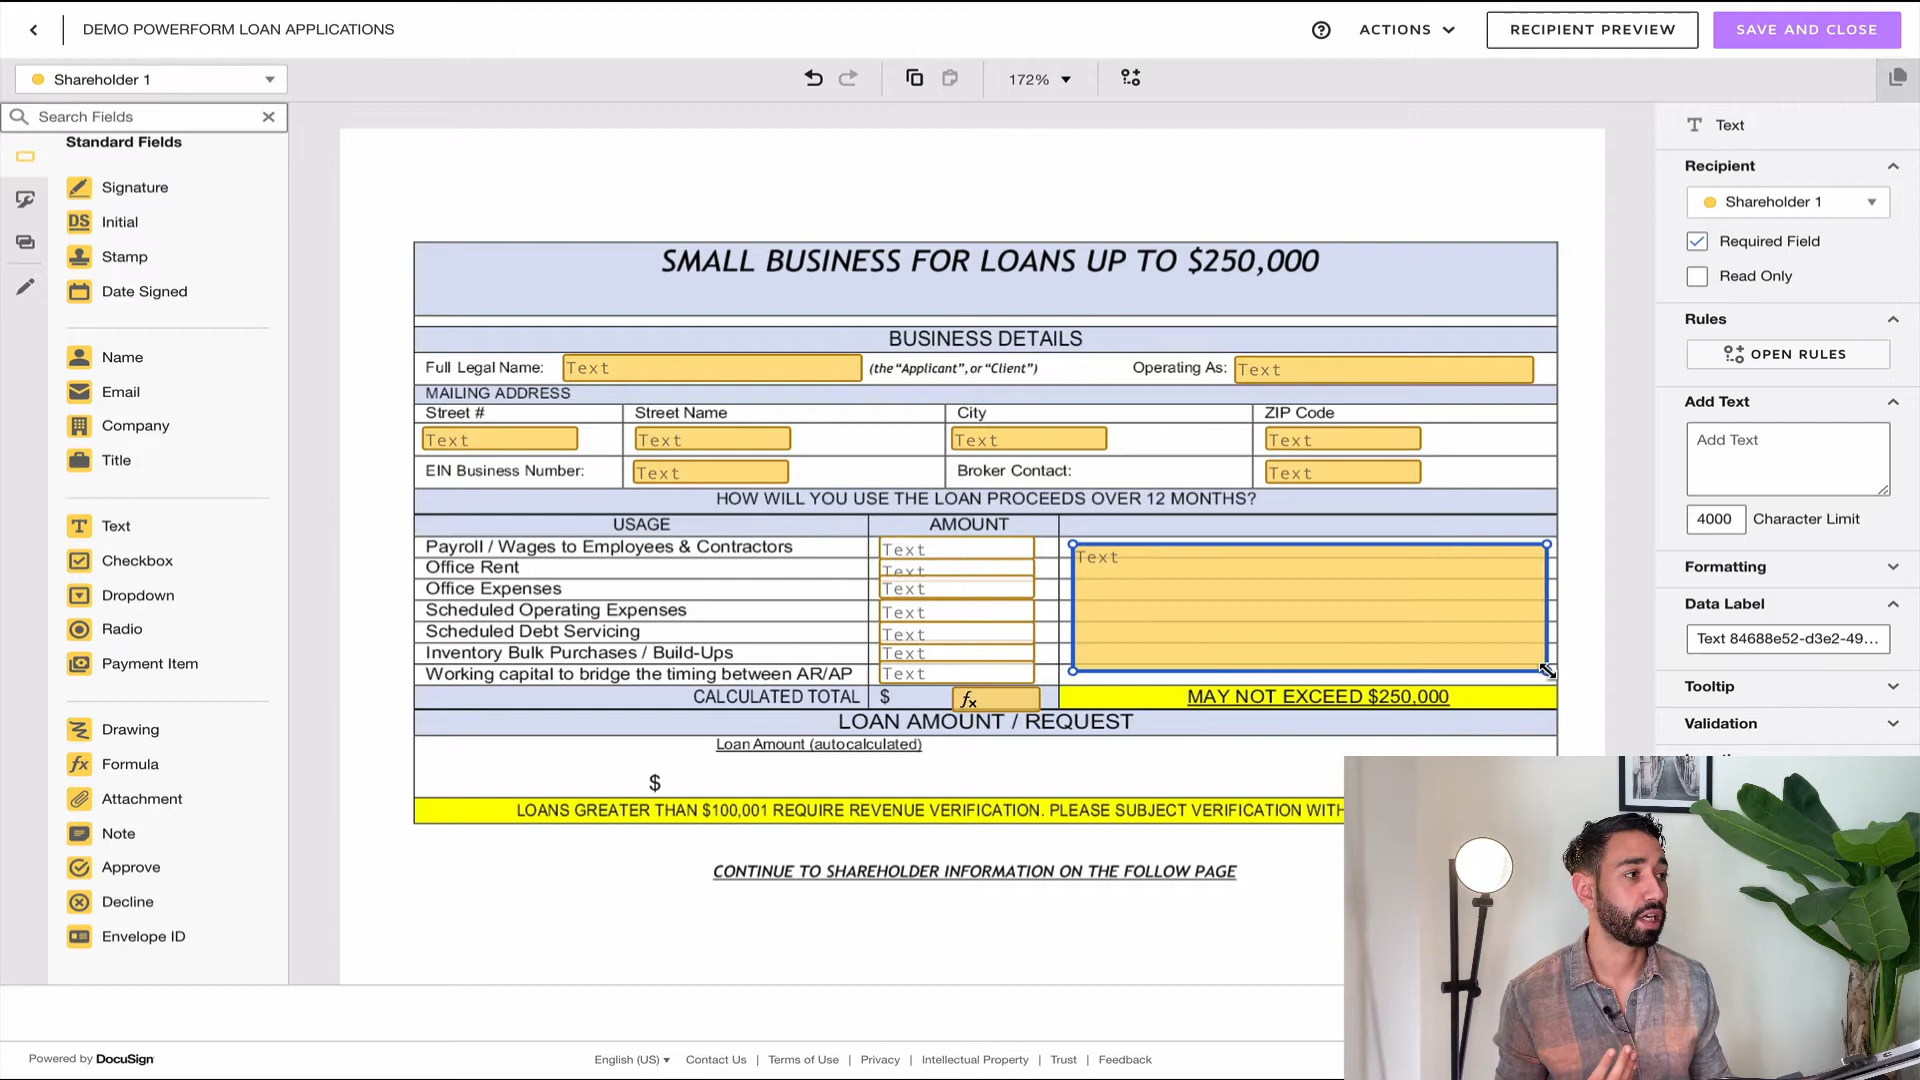 DEMO POWERFORM LOAN APPLICATIONS
ACTIONS
RECIPIENT PREVIEW
SAVE AND CLOSE
Shareholder 1
172%
Search Fields
Standard Fields
Signature
DS Initial
Stamp
Date Signed
Name
Email
Company
Title
Text
Checkbox
Dropdown
Radio
Payment Item
Drawing
fx Formula
Attachment
Note
Approve
Decline
Envelope ID
SMALL BUSINESS FOR LOANS UP TO $250,000
BUSINESS DETAILS
Full Legal Name: Text (the “Applicant”, or “Client”) Operating As: Text
MAILING ADDRESS
Street # Street Name City ZIP Code
Text Text Text Text
EIN Business Number: Text Broker Contact: Text
HOW WILL YOU USE THE LOAN PROCEEDS OVER 12 MONTHS?
USAGE AMOUNT
Payroll / Wages to Employees & Contractors Text Text
Office Rent Text
Office Expenses Text
Scheduled Operating Expenses Text
Scheduled Debt Servicing Text
Inventory Bulk Purchases / Build-Ups Text
Working capital to bridge the timing between AR/AP Text
CALCULATED TOTAL $ fx MAY NOT EXCEED $250,000
LOAN AMOUNT / REQUEST
Loan Amount (autocalculated)
$
LOANS GREATER THAN $100,001 REQUIRE REVENUE VERIFICATION. PLEASE SUBJECT VERIFICATION WITH
CONTINUE TO SHAREHOLDER INFORMATION ON THE FOLLOW PAGE
Text
Recipient
Shareholder 1
Required Field
Read Only
Rules
OPEN RULES
Add Text
Add Text
4000 Character Limit
Formatting
Data Label
Text 84688e52-d3e2-49...
Tooltip
Validation
Powered by DocuSign
English (US) Contact Us | Terms of Use | Privacy | Intellectual Property | Trust | Feedback